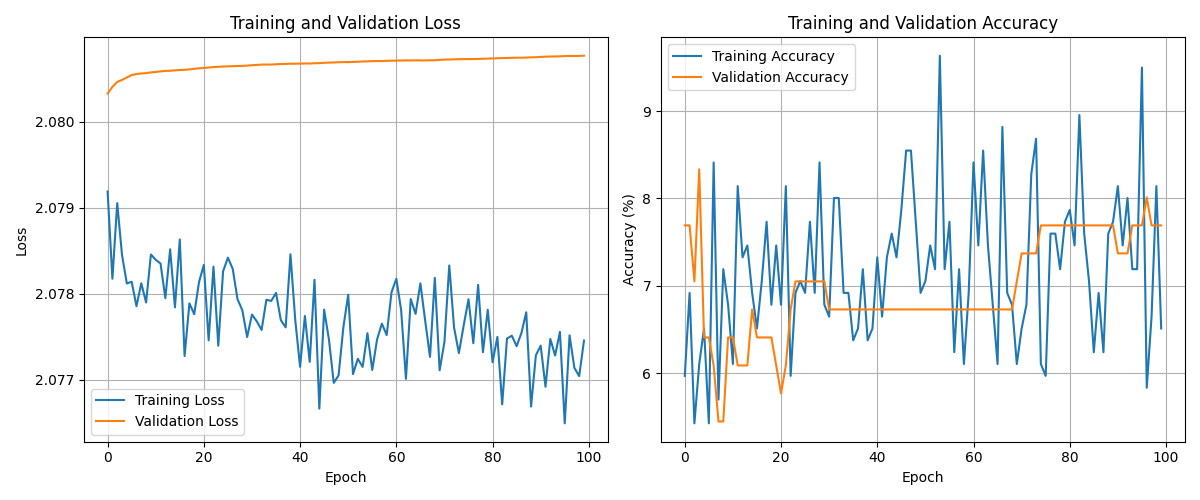 Training and Validation Loss
Loss
2.080
2.079
2.078
2.077
Training Loss
Validation Loss
0 20 40 60 80 100
Epoch
Training and Validation Accuracy
Training Accuracy
Validation Accuracy
Accuracy (%)
9
8
7
6
0 20 40 60 80 100
Epoch